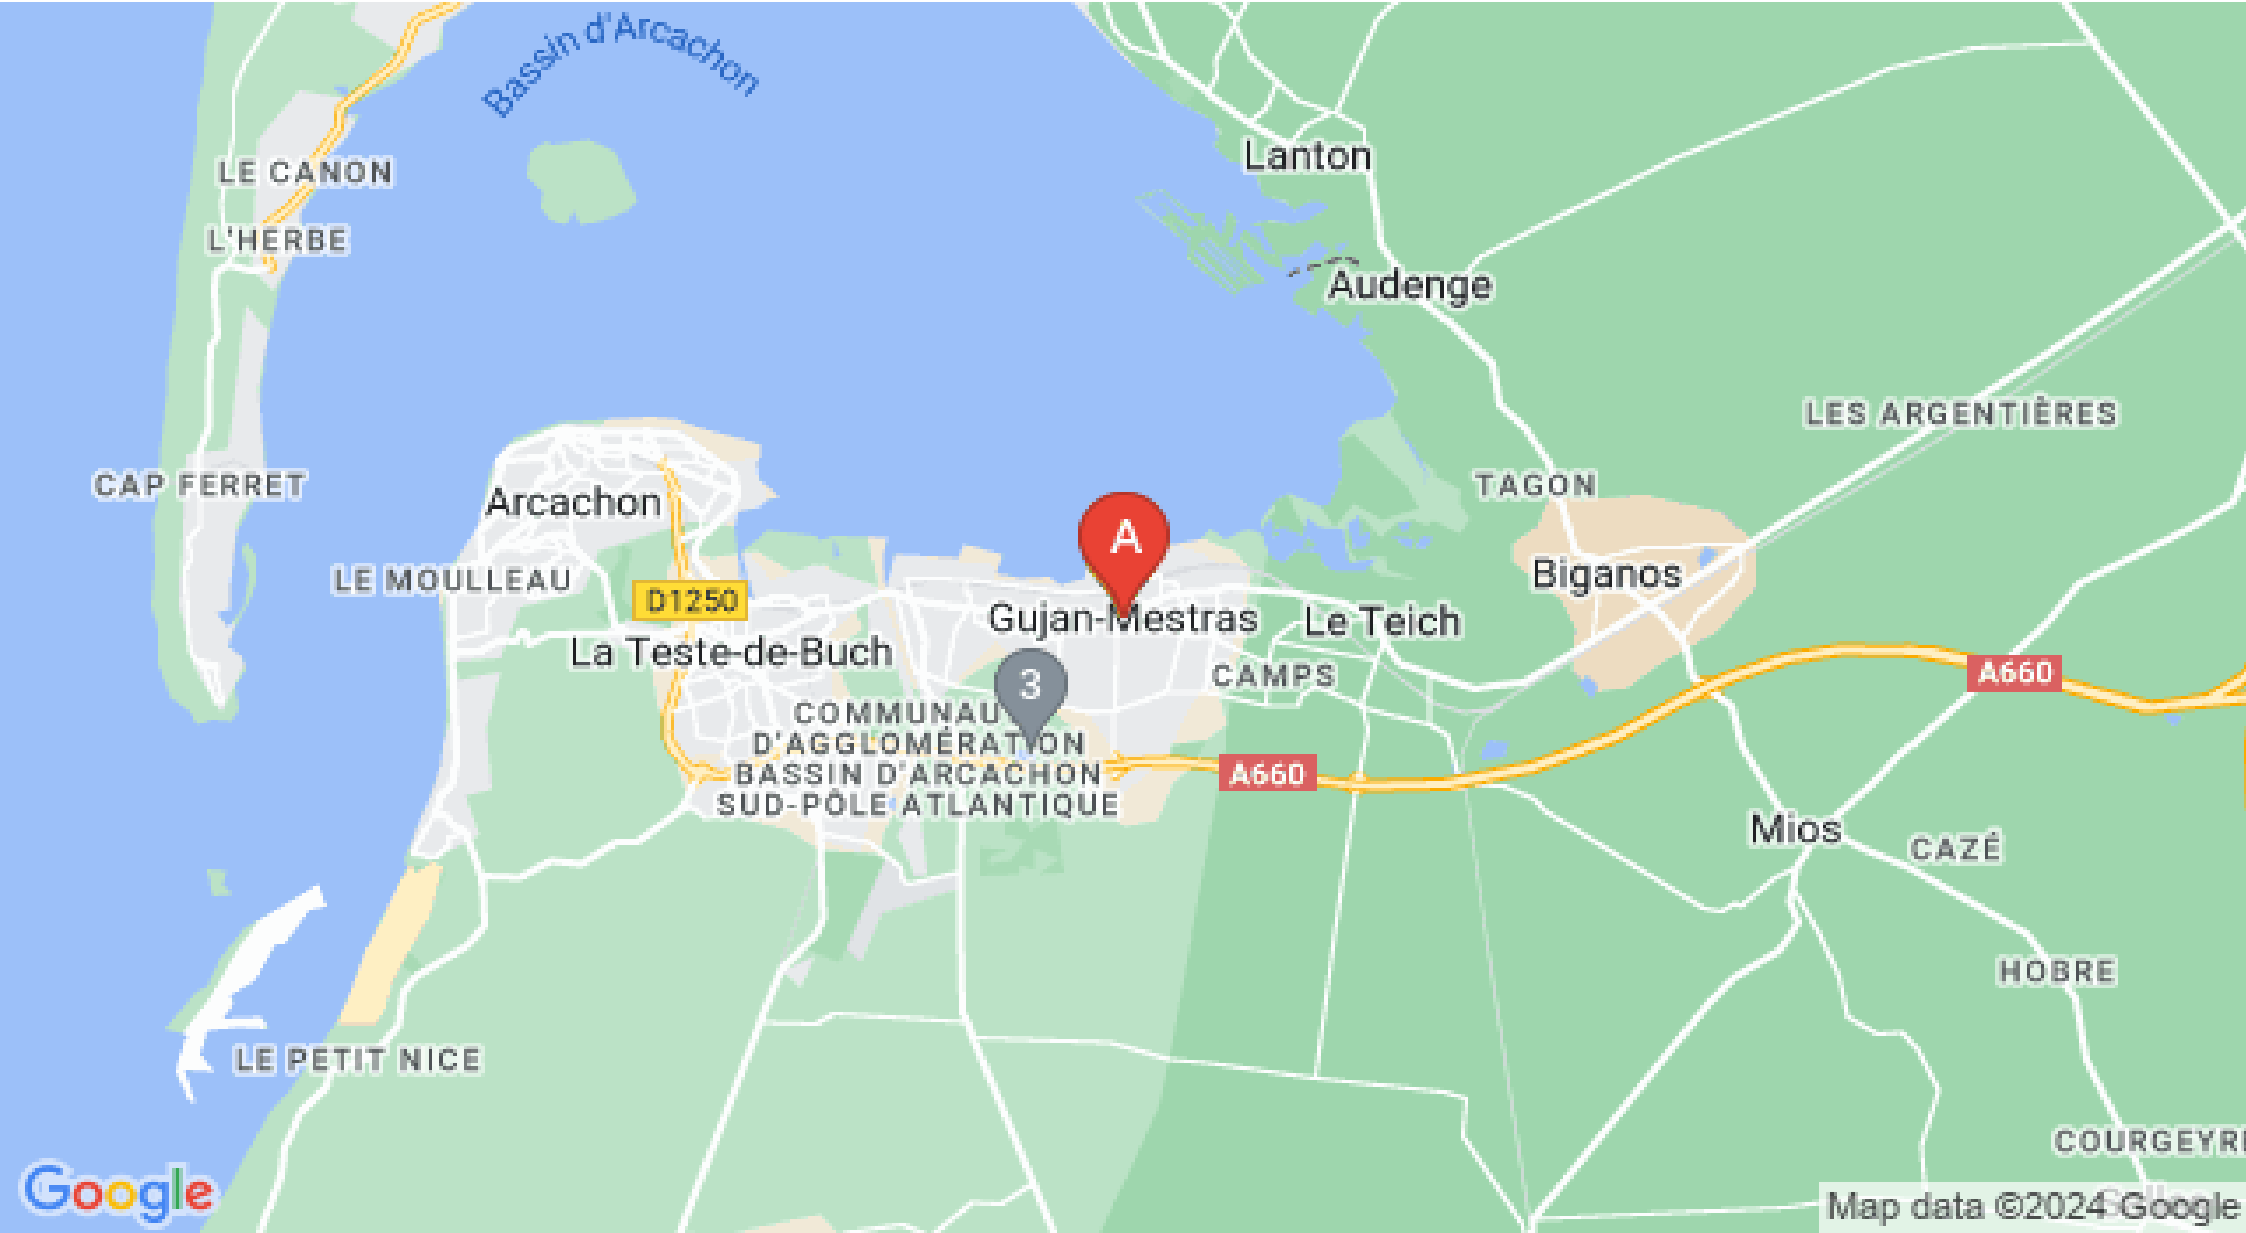 Bassin d'Arcachon
Lanton
LE CANON
L'HERBE
Audenge
LES ARGENTIÈRES
CAP FERRET
TAGON
Arcachon
A
Biganos
LE MOULLEAU
D1250
Gujan-Mestras
Le Teich
La Teste-de-Buch
CAMPS
A660
3
COMMUNAU
D'AGGLOMÉRATION
BASSIN D'ARCACHON
SUD-PÔLE ATLANTIQUE
A660
Mios
CAZÉ
HOBRE
LE PETIT NICE
COURGEYRE
Google
Map data ©2024 Google